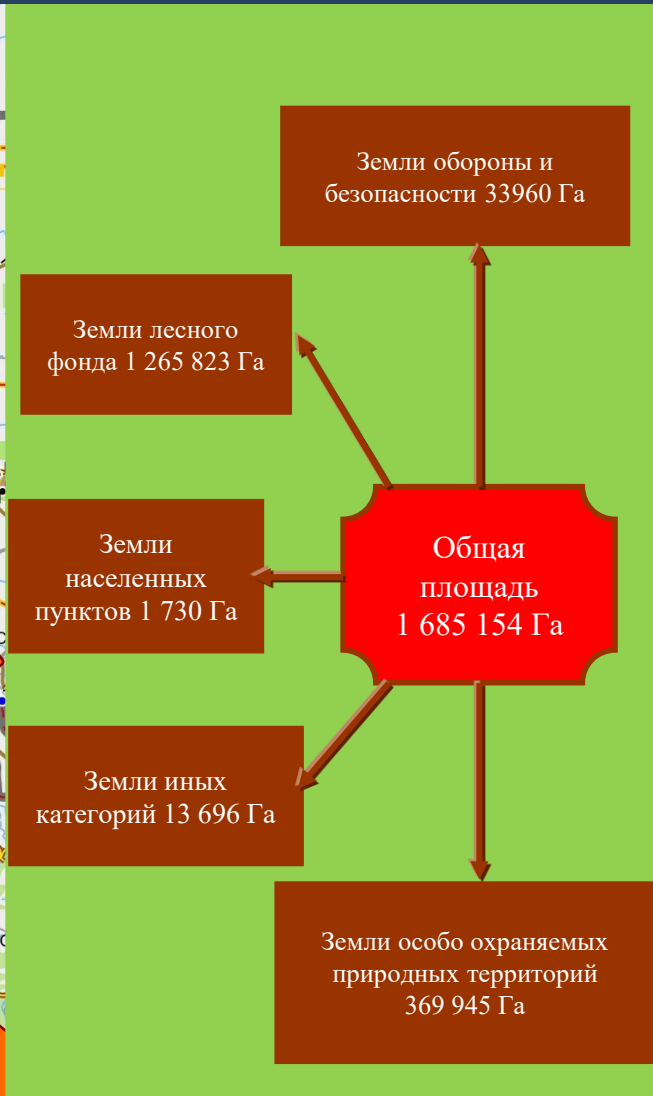 Земли обороны и
безопасности 33960 Га
Земли лесного
фонда 1 265 823 Га
Земли
населенных
пунктов 1 730 Га
Общая
площадь
1 685 154 Га
Земли иных
категорий 13 696 Га
Земли особо охраняемых
природных территорий
369 945 Га